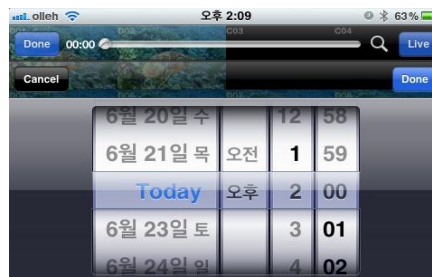 olleh 오후 2:09 63%
C03 C04
Done 00:00 Live
Cancel Done
6월 20일 수 12 58
6월 21일 목 오전 1 59
Today 오후 2 00
6월 23일 토 3 01
6월 24일 일 4 02